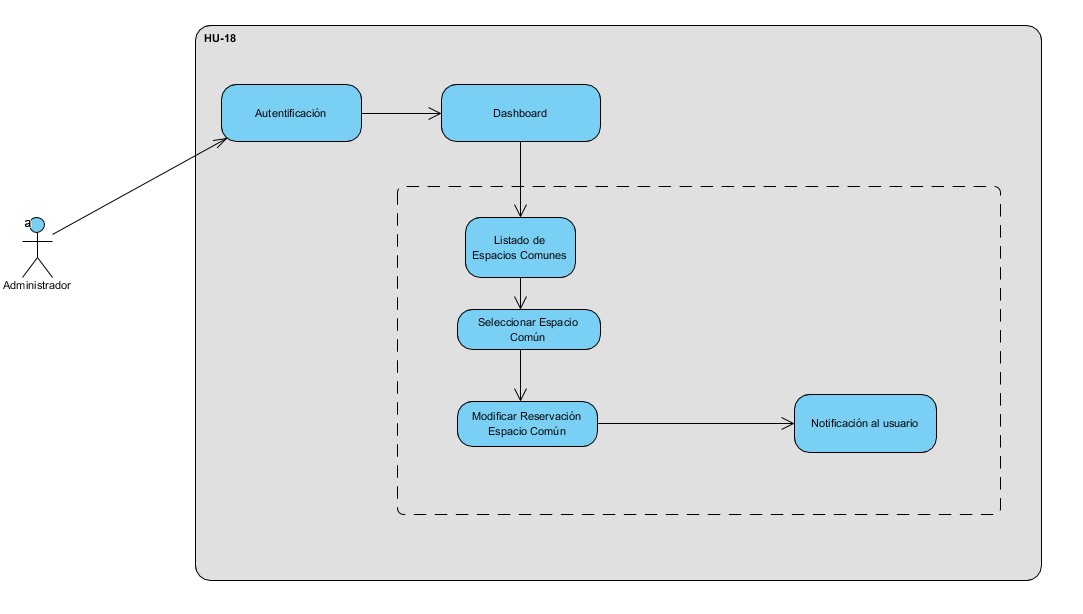 HU-18
Autentificación
Dashboard
a
Administrador
Listado de
Espacios Comunes
Seleccionar Espacio
Común
Modificar Reservación
Espacio Común
Notificación al usuario